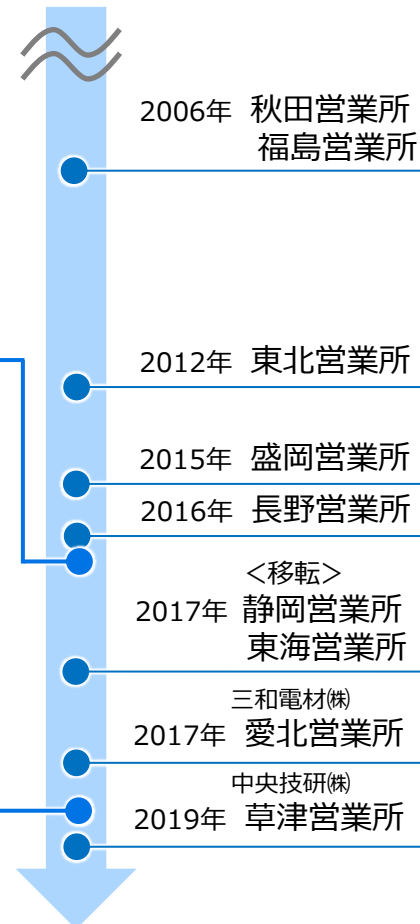 2006年 秋田営業所
福島営業所
2012年 東北営業所
2015年 盛岡営業所
2016年 長野営業所
＜移転＞
2017年 静岡営業所
東海営業所
三和電材㈱
2017年 愛北営業所
中央技研㈱
2019年 草津営業所